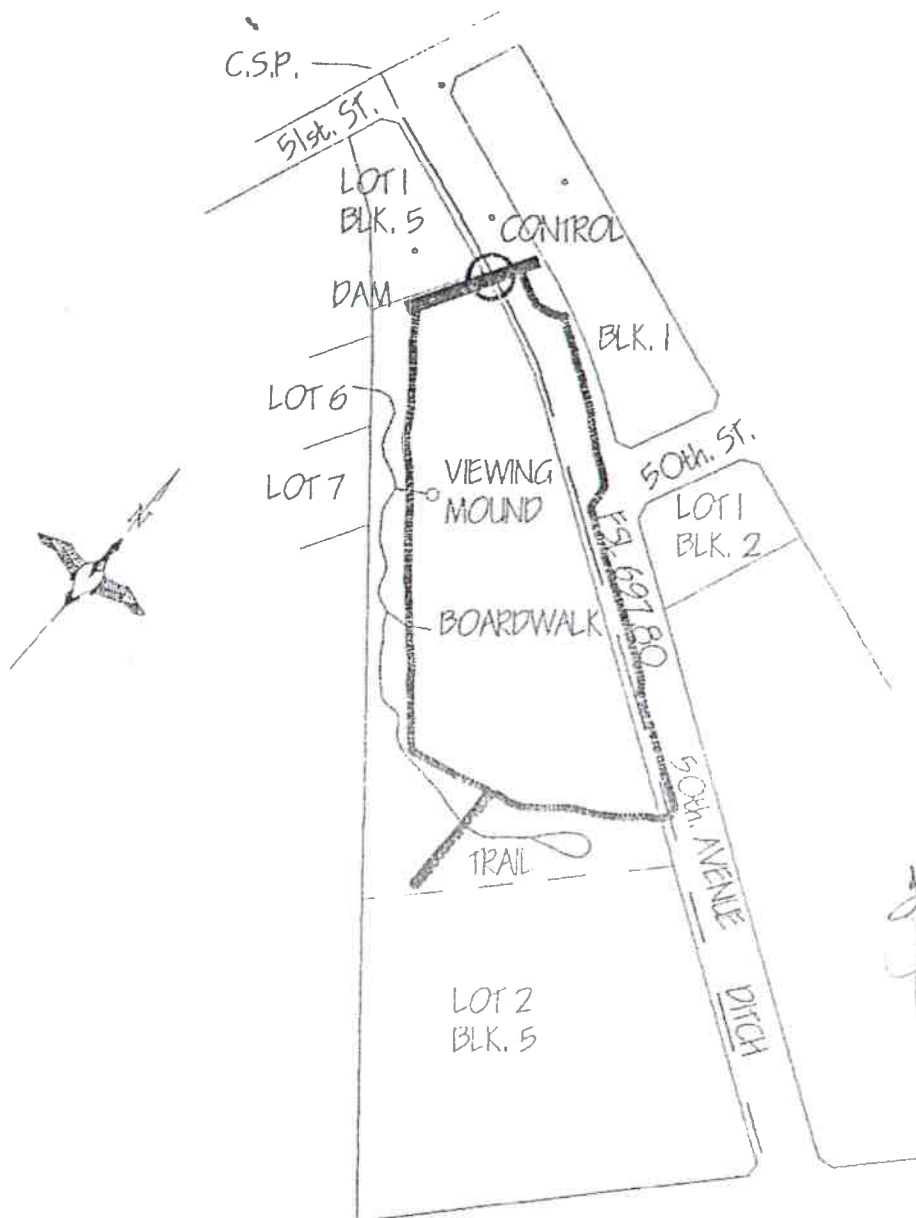 C.S.P.
51st. ST.
LOT 1
BLK. 5
CONTROL
DAM
BLK. 1
LOT 6
50th. ST.
LOT 7
VIEWING
MOUND
LOT 1
BLK. 2
N
FSL 697.80
BOARDWALK
50th. AVENUE
TRAIL
LOT 2
BLK. 5
DITCH